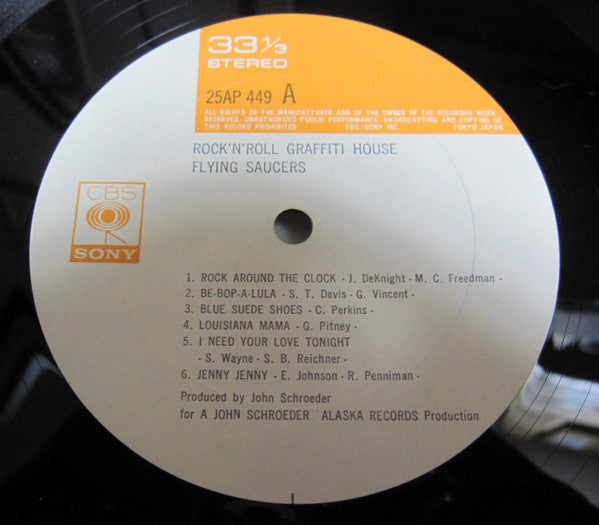 33 1/3
STEREO
25AP 449 A
ALL RIGHTS OF THE MANUFACTURER AND OF THE OWNER OF THE RECORDED WORK
RESERVED. UNAUTHORIZED PUBLIC PERFORMANCE, BROADCASTING AND COPYING OF
THIS RECORD PROHIBITED. CBS/SONY INC. TOKYO JAPAN.
ROCK'N'ROLL GRAFFITI HOUSE
FLYING SAUCERS
CBS
SONY
1. ROCK AROUND THE CLOCK - J. DeKnight - M. C. Freedman -
2. BE-BOP-A-LULA - S. T. Davis - G. Vincent -
3. BLUE SUEDE SHOES - C. Perkins -
4. LOUISIANA MAMA - G. Pitney -
5. I NEED YOUR LOVE TONIGHT
- S. Wayne - S. B. Reichner -
6. JENNY JENNY - E. Johnson - R. Penniman -
Produced by John Schroeder
for A JOHN SCHROEDER / ALASKA RECORDS Production